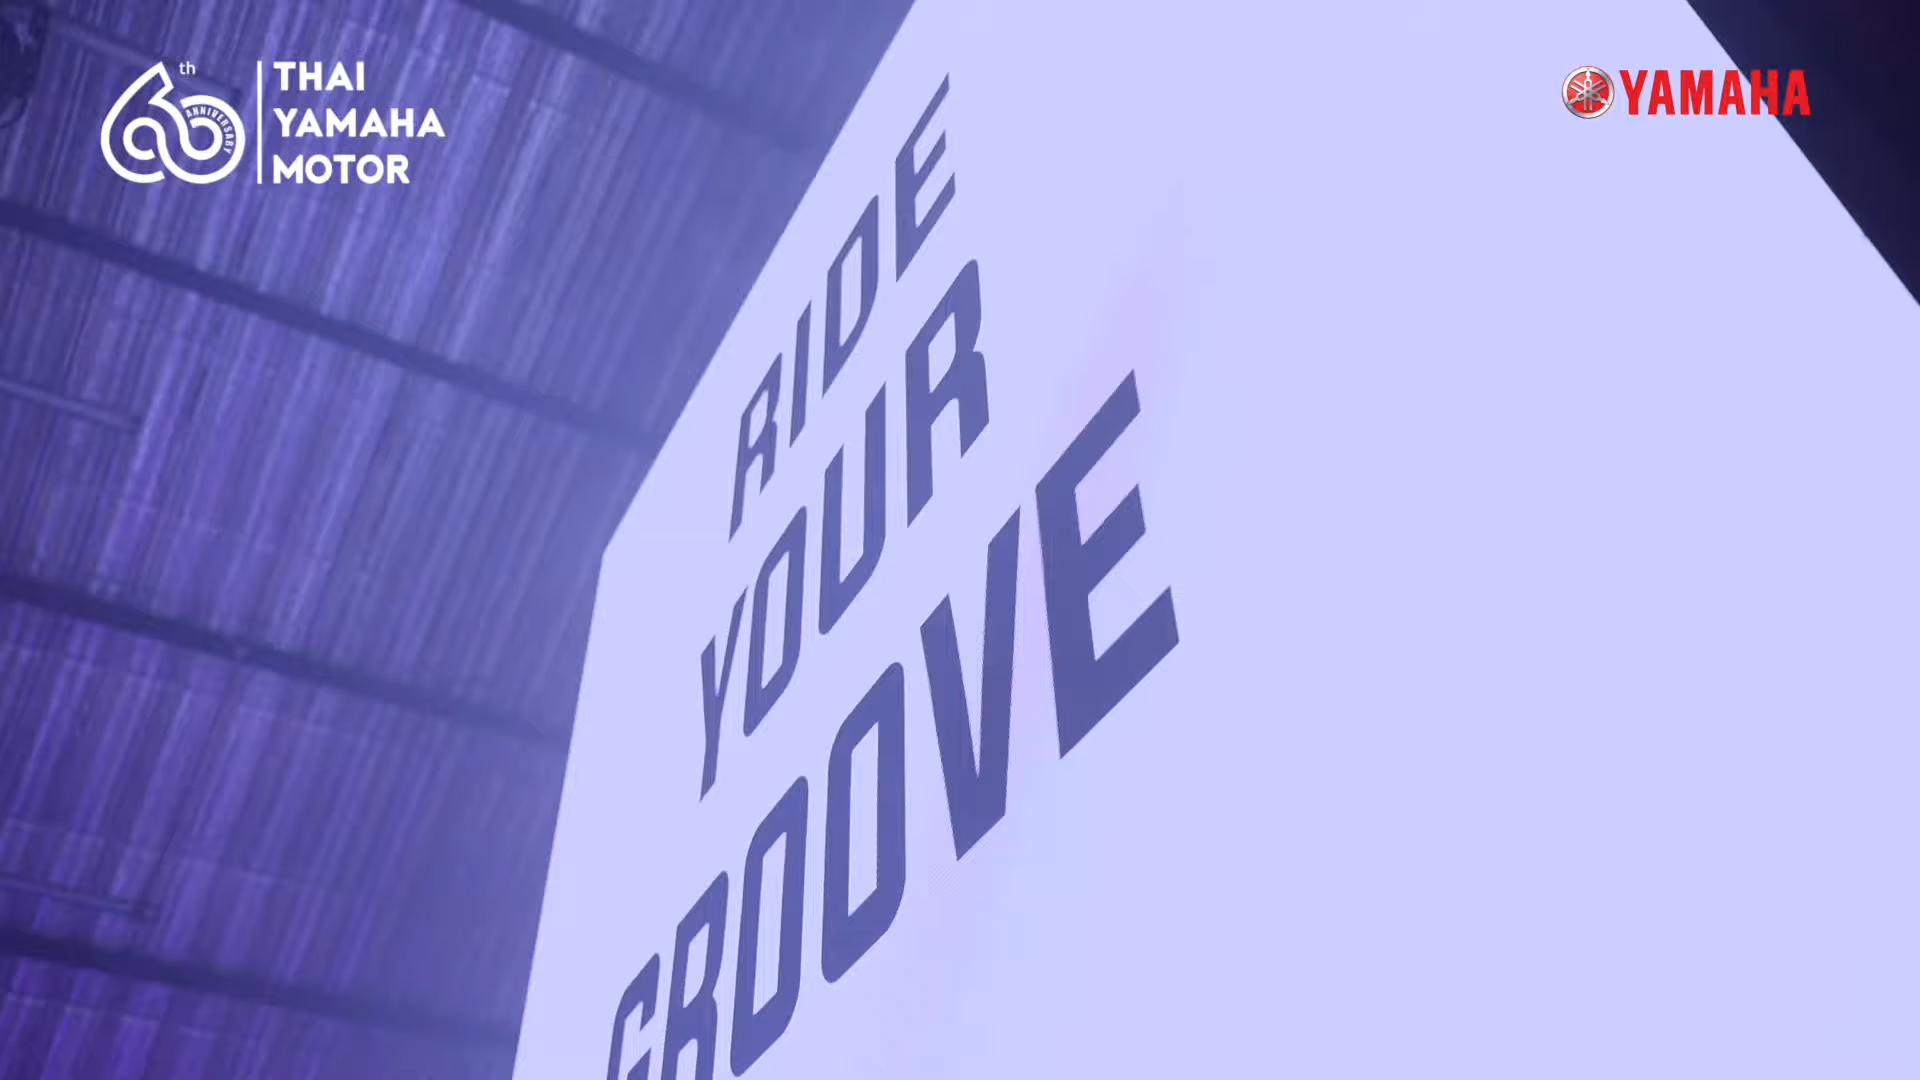 60th
ANNIVERSARY
THAI
YAMAHA
MOTOR
YAMAHA
RIDE
YOUR
GROOVE